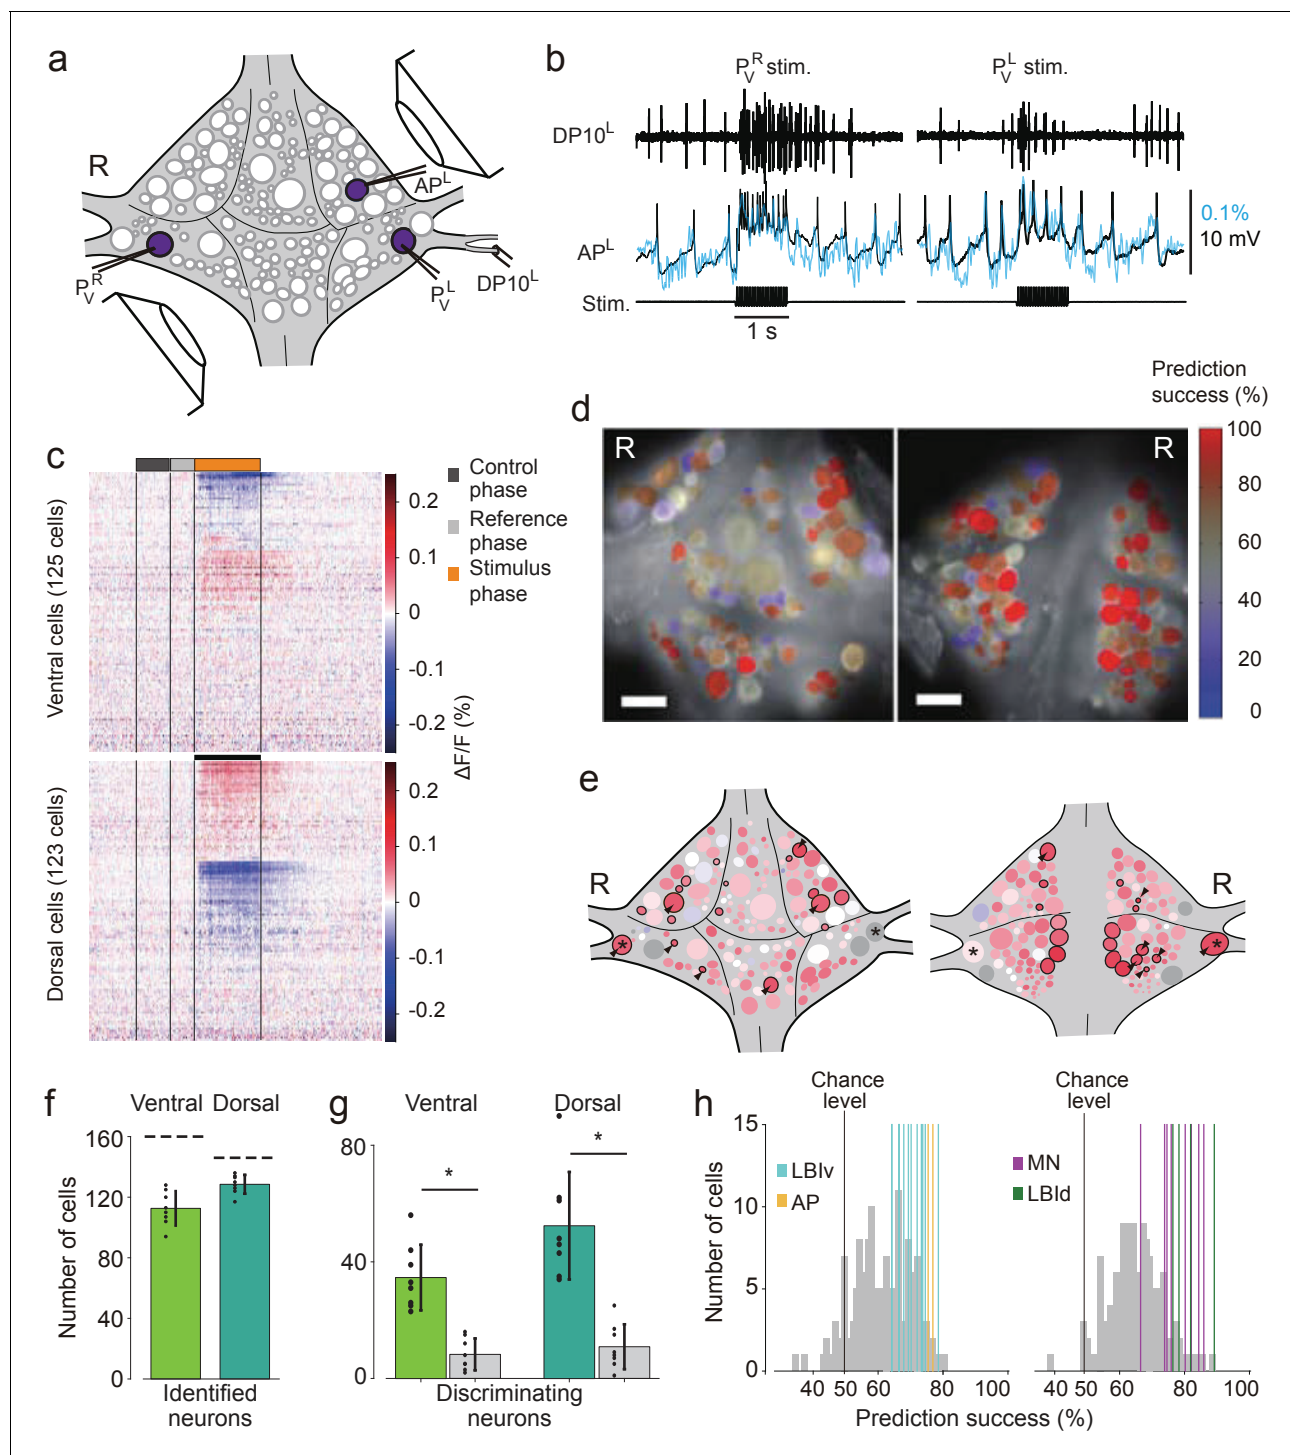 a
R
AP^L
P_V^R
P_V^L
DP10^L
b
P_V^R stim.
P_V^L stim.
DP10^L
AP^L
0.1%
10 mV
Stim.
1 s
c
Control
phase
Reference
phase
Stimulus
phase
Ventral cells (125 cells)
0.2
0.1
0
-0.1
-0.2
ΔF/F (%)
Dorsal cells (123 cells)
0.2
0.1
0
-0.1
-0.2
d
Prediction
success (%)
R
R
100
80
60
40
20
0
e
R
*
*
R
*
*
f
Ventral Dorsal
Number of cells
160
120
80
40
0
Identified
neurons
g
Ventral
Dorsal
80
40
0
*
*
Discriminating
neurons
h
Chance
level
Chance
level
Number of cells
15
10
5
0
LBIv
AP
MN
LBId
40 50 60 80 100
40 50 60 80 100
Prediction success (%)